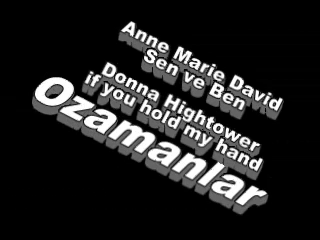 Anne Marie David
Sen ve Ben
Donna Hightower
if you hold my hand
Ozamanlar